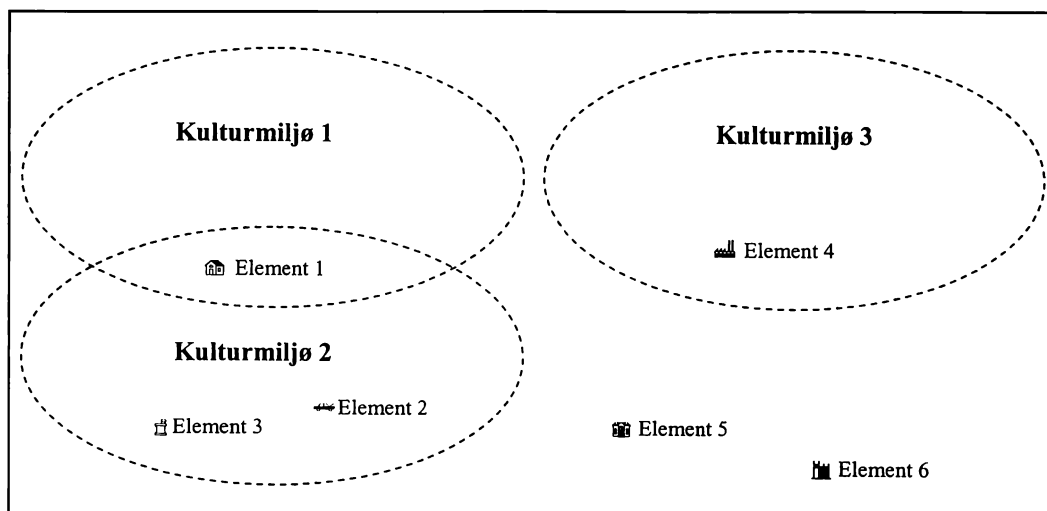 Kulturmiljø 1
Kulturmiljø 3
Element 1
Element 4
Kulturmiljø 2
Element 2
Element 3
Element 5
Element 6